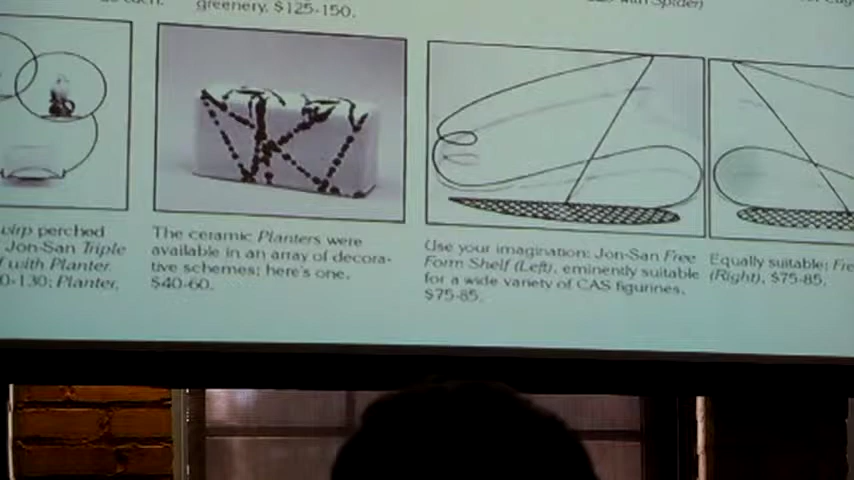 each.
greenery. $125-150.
with Spider)
perched
Jon-San Triple
with Planter.
0-130; Planter,
The ceramic Planters were
available in an array of decora-
tive schemes; here's one.
$40-60.
Use your imagination: Jon-San Free
Form Shelf (Left), eminently suitable
for a wide variety of CAS figurines.
$75-85.
Equally suitable: Fre
(Right), $75-85.